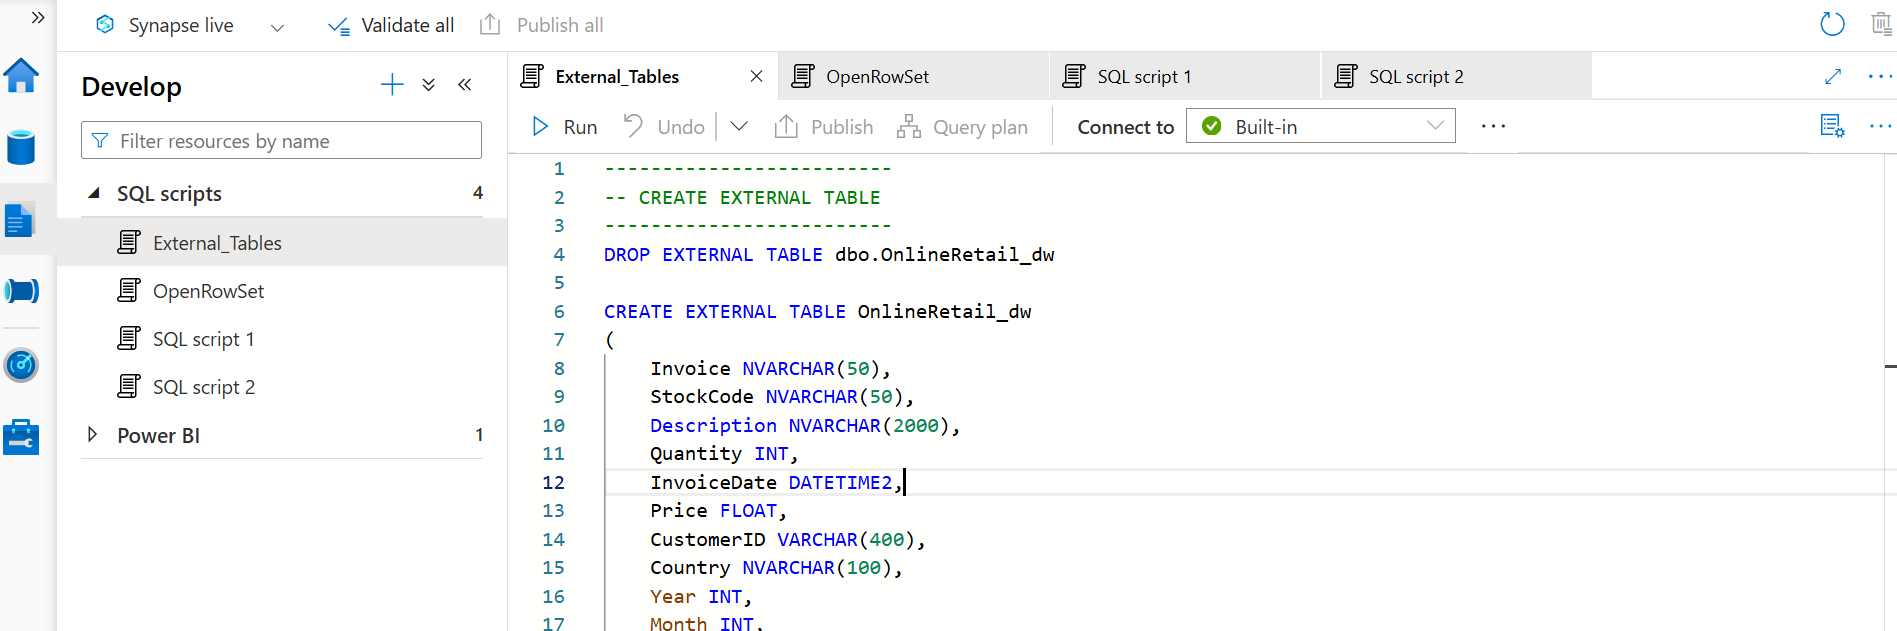 Synapse live
Validate all
Publish all
Develop
Filter resources by name
SQL scripts 4
External_Tables
OpenRowSet
SQL script 1
SQL script 2
Power BI 1
External_Tables OpenRowSet SQL script 1 SQL script 2
Run Undo Publish Query plan Connect to Built-in
1 -------------------------
2 -- CREATE EXTERNAL TABLE
3 -------------------------
4 DROP EXTERNAL TABLE dbo.OnlineRetail_dw
5
6 CREATE EXTERNAL TABLE OnlineRetail_dw
7 (
8 Invoice NVARCHAR(50),
9 StockCode NVARCHAR(50),
10 Description NVARCHAR(2000),
11 Quantity INT,
12 InvoiceDate DATETIME2,
13 Price FLOAT,
14 CustomerID VARCHAR(400),
15 Country NVARCHAR(100),
16 Year INT,
17 Month INT,